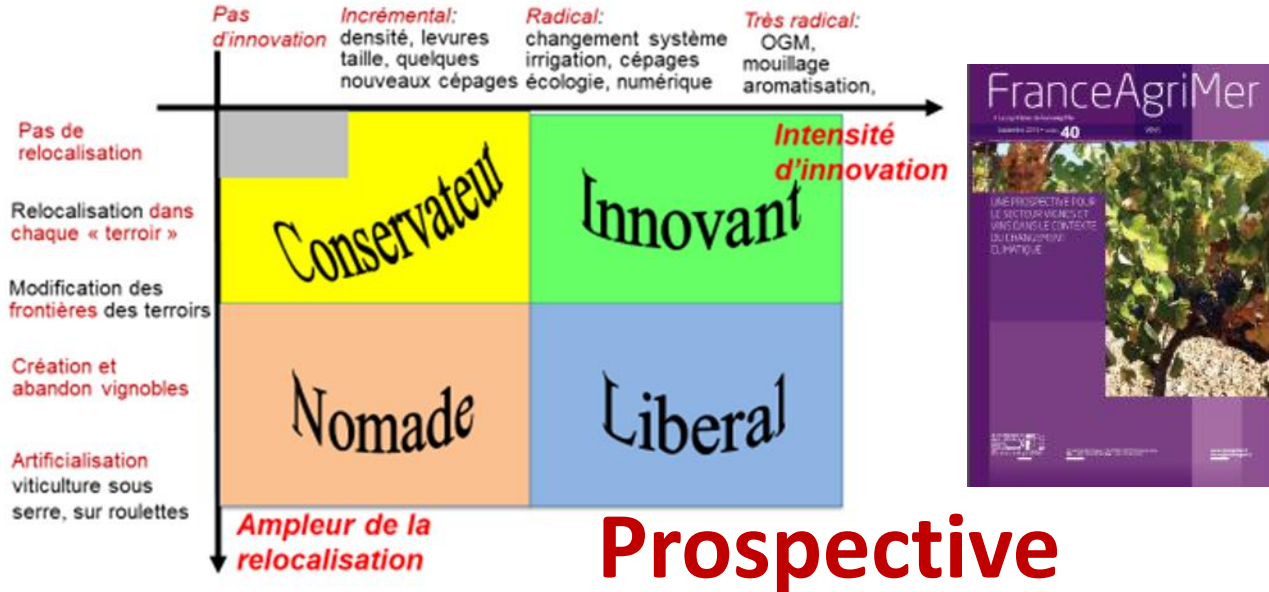 Pas
d'innovation
Incrémental:
densité, levures
taille, quelques
nouveaux cépages
Radical:
changement système
irrigation, cépages
écologie, numérique
Très radical:
OGM,
mouillage
aromatisation,
Intensité
d'innovation
Pas de
relocalisation
Relocalisation dans
chaque « terroir »
Modification des
frontières des terroirs
Création et
abandon vignobles
Artificialisation
viticulture sous
serre, sur roulettes
Conservateur
Innovant
Nomade
Liberal
Ampleur de la
relocalisation
Prospective
FranceAgriMer
40
UNE PROSPECTIVE POUR
LE SECTEUR VIGNES ET
VINS DANS LE CONTEXTE
DU CHANGEMENT
CLIMATIQUE